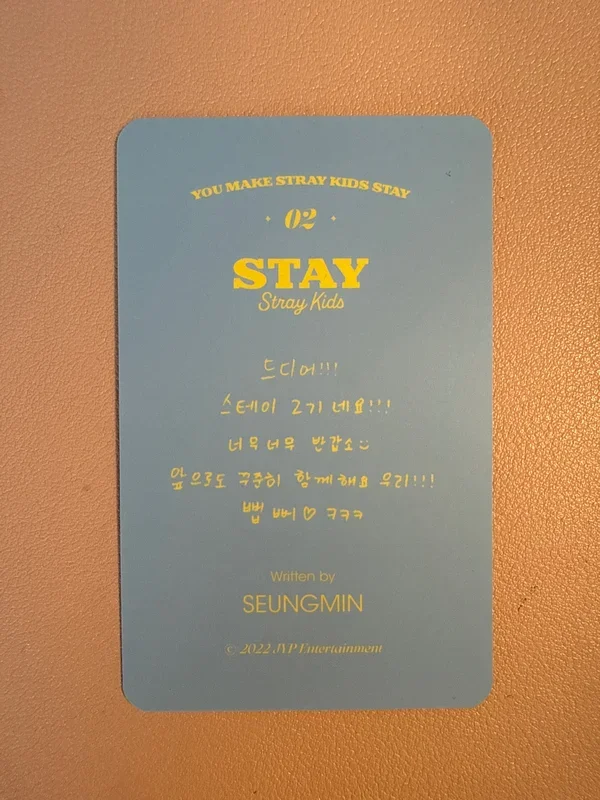 YOU MAKE STRAY KIDS STAY
· 02 ·
STAY
Stray Kids
드디어!!!
스테이 2기 네요!!!
너무너무 반갑소
앞으로도 꾸준히 함께해요 우리!!!
뻡 뻐♡ ㅋㅋㅋ
Written by
SEUNGMIN
© 2022 JYP Entertainment